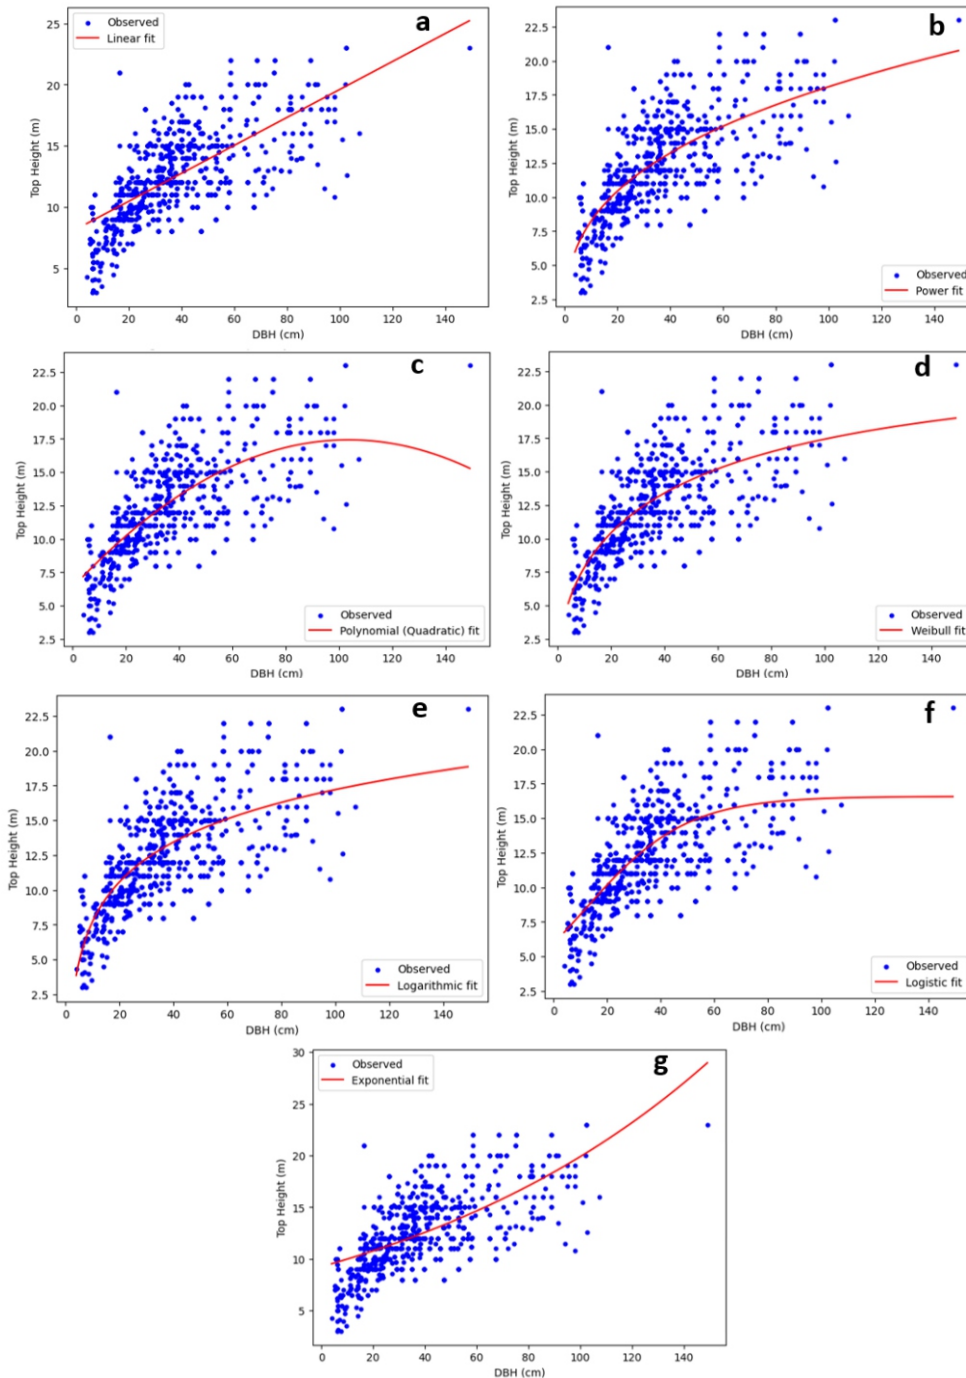 a
Observed
Linear fit
25
20
15
10
5
Top Height (m)
0 20 40 60 80 100 120 140
DBH (cm)
b
22.5
20.0
17.5
15.0
12.5
10.0
7.5
5.0
2.5
Top Height (m)
Observed
Power fit
0 20 40 60 80 100 120 140
DBH (cm)
c
22.5
20.0
17.5
15.0
12.5
10.0
7.5
5.0
2.5
Top Height (m)
Observed
Polynomial (Quadratic) fit
0 20 40 60 80 100 120 140
DBH (cm)
d
22.5
20.0
17.5
15.0
12.5
10.0
7.5
5.0
2.5
Top Height (m)
Observed
Weibull fit
0 20 40 60 80 100 120 140
DBH (cm)
e
22.5
20.0
17.5
15.0
12.5
10.0
7.5
5.0
2.5
Top Height (m)
Observed
Logarithmic fit
0 20 40 60 80 100 120 140
DBH (cm)
f
22.5
20.0
17.5
15.0
12.5
10.0
7.5
5.0
2.5
Top Height (m)
Observed
Logistic fit
0 20 40 60 80 100 120 140
DBH (cm)
g
Observed
Exponential fit
30
25
20
15
10
5
Top Height (m)
0 20 40 60 80 100 120 140
DBH (cm)